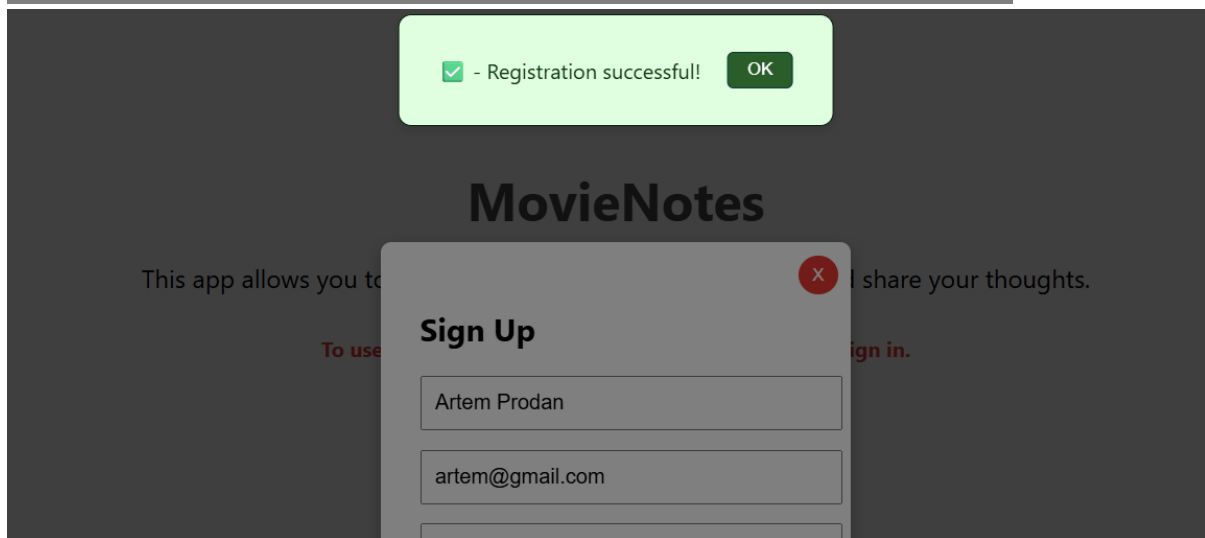 ✅ - Registration successful! OK
MovieNotes
This app allows you to share your thoughts.
x
Sign Up
To use ign in.
Artem Prodan
artem@gmail.com